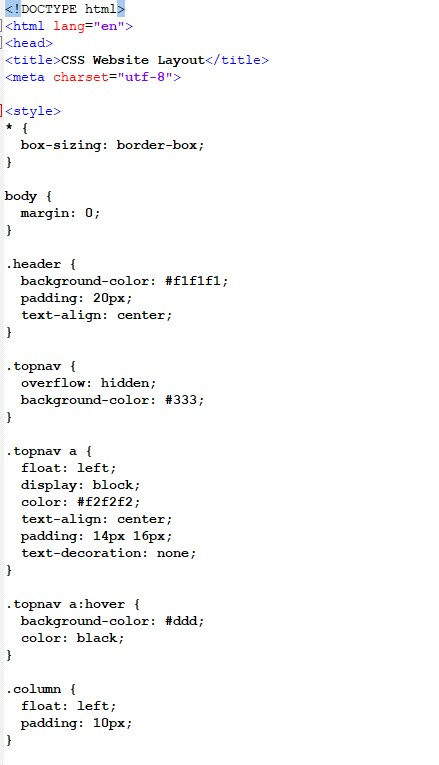 <!DOCTYPE html>
<html lang="en">
<head>
<title>CSS Website Layout</title>
<meta charset="utf-8">
<style>
* {
  box-sizing: border-box;
}
body {
  margin: 0;
}
.header {
  background-color: #f1f1f1;
  padding: 20px;
  text-align: center;
}
.topnav {
  overflow: hidden;
  background-color: #333;
}
.topnav a {
  float: left;
  display: block;
  color: #f2f2f2;
  text-align: center;
  padding: 14px 16px;
  text-decoration: none;
}
.topnav a:hover {
  background-color: #ddd;
  color: black;
}
.column {
  float: left;
  padding: 10px;
}